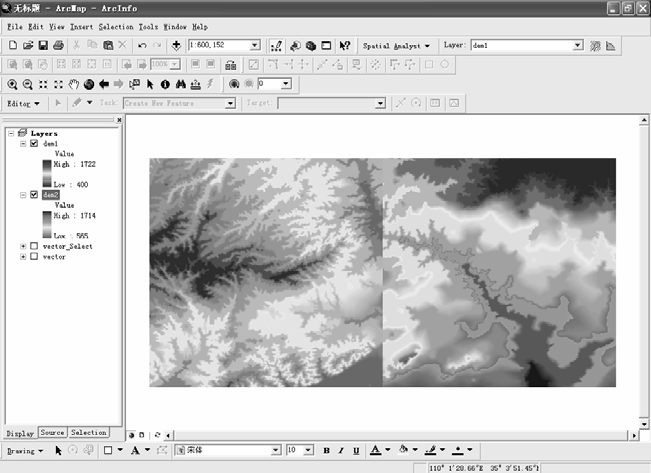 无标题 - ArcMap - ArcInfo
File Edit View Insert Selection Tools Window Help
1:600,152 Spatial Analyst Layer: dem1
100%
0
Editor Task: Create New Feature Target:
Layers
dem1
Value
High : 1722
Low : 400
dem2
Value
High : 1714
Low : 565
vector_Select
vector
Display Source Selection
Drawing A 宋体 10 B I U A
110° 1'28.66"E 35° 3'51.45"